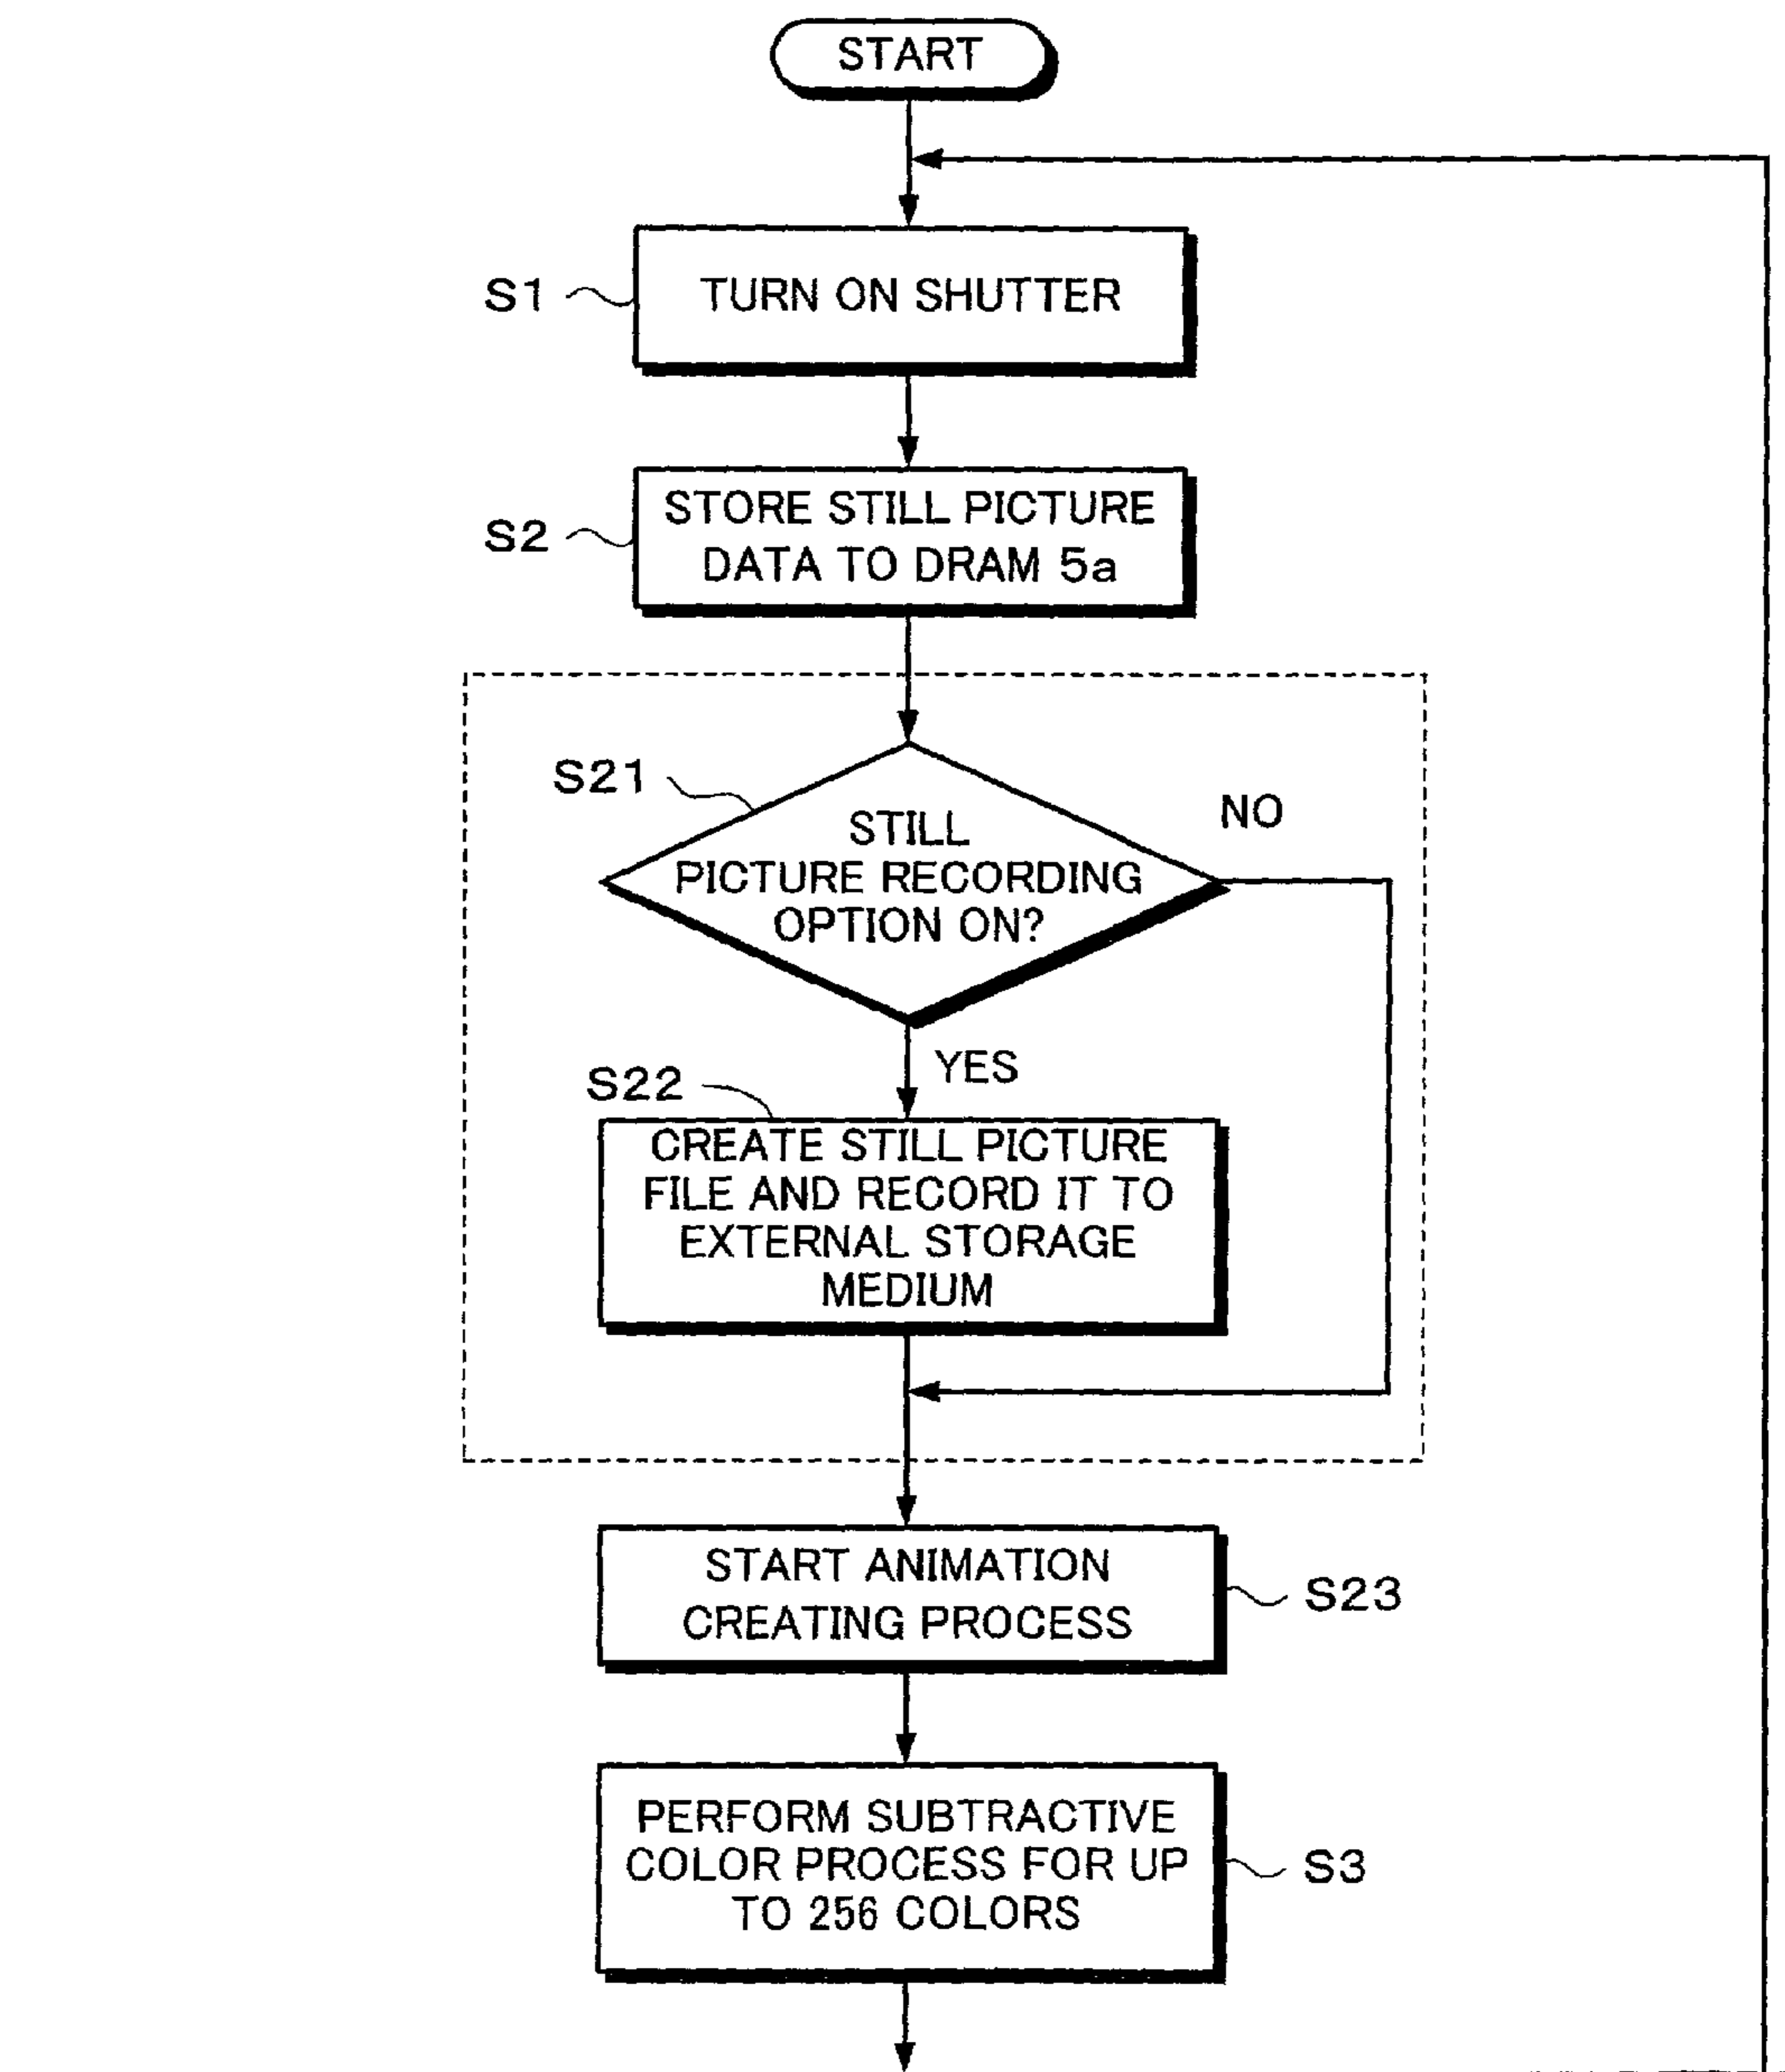 START
S1
TURN ON SHUTTER
S2
STORE STILL PICTURE
DATA TO DRAM 5a
S21
STILL
PICTURE RECORDING
OPTION ON?
NO
YES
S22
CREATE STILL PICTURE
FILE AND RECORD IT TO
EXTERNAL STORAGE
MEDIUM
START ANIMATION
CREATING PROCESS
S23
PERFORM SUBTRACTIVE
COLOR PROCESS FOR UP
TO 256 COLORS
S3